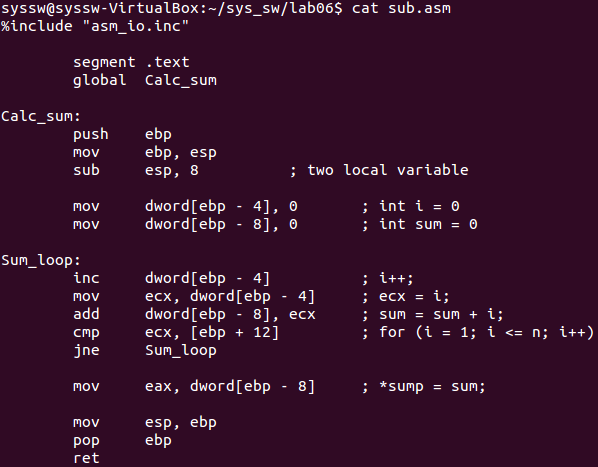 syssw@syssw-VirtualBox:~/sys_sw/lab06$ cat sub.asm
%include "asm_io.inc"
segment .text
global  Calc_sum
Calc_sum:
push    ebp
mov     ebp, esp
sub     esp, 8          ; two local variable
mov     dword[ebp - 4], 0       ; int i = 0
mov     dword[ebp - 8], 0       ; int sum = 0
Sum_loop:
inc     dword[ebp - 4]          ; i++;
mov     ecx, dword[ebp - 4]     ; ecx = i;
add     dword[ebp - 8], ecx     ; sum = sum + i;
cmp     ecx, [ebp + 12]         ; for (i = 1; i <= n; i++)
jne     Sum_loop
mov     eax, dword[ebp - 8]     ; *sump = sum;
mov     esp, ebp
pop     ebp
ret